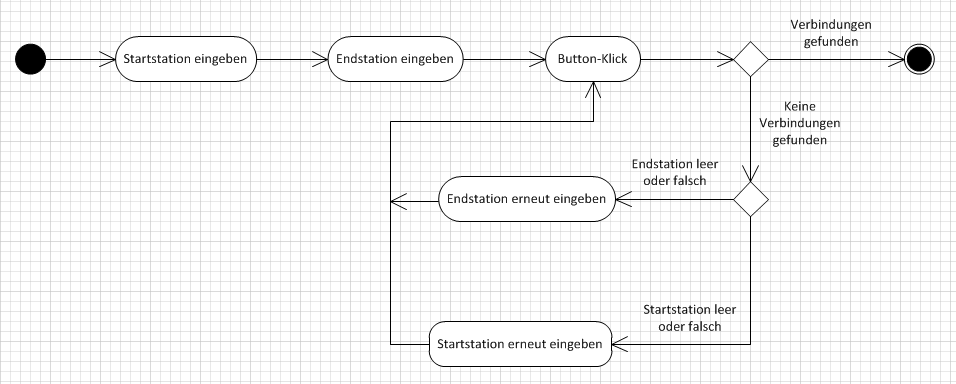 Verbindungen
gefunden
Startstation eingeben
Endstation eingeben
Button-Klick
Keine
Verbindungen
gefunden
Endstation leer
oder falsch
Endstation erneut eingeben
Startstation leer
oder falsch
Startstation erneut eingeben